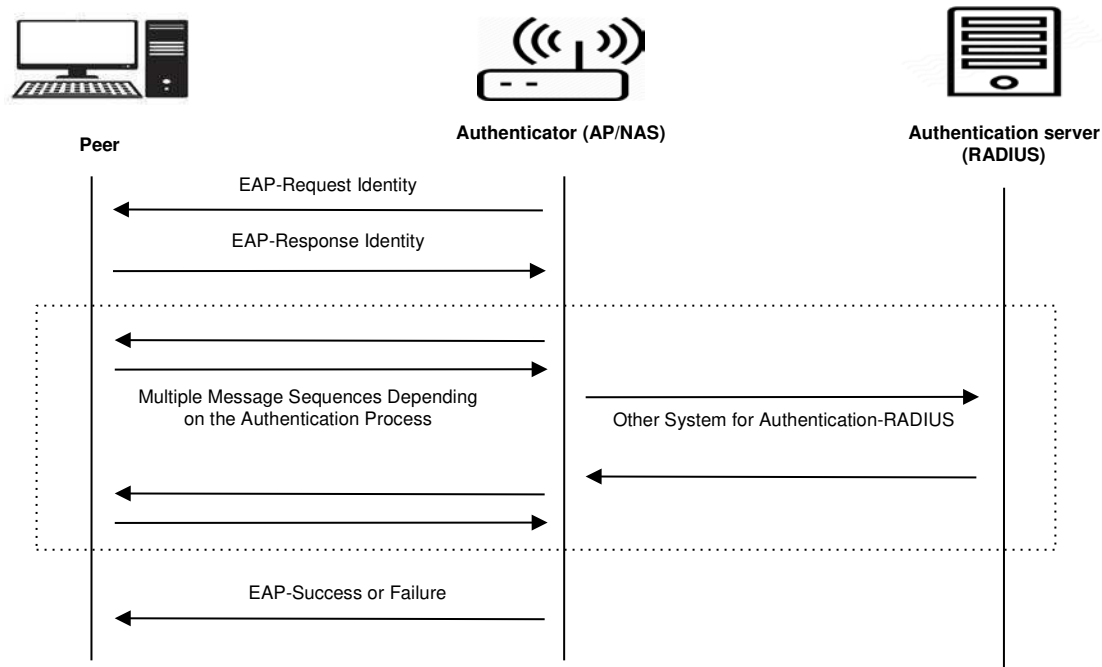 Peer
Authenticator (AP/NAS)
Authentication server
(RADIUS)
EAP-Request Identity
EAP-Response Identity
Multiple Message Sequences Depending
on the Authentication Process
Other System for Authentication-RADIUS
EAP-Success or Failure